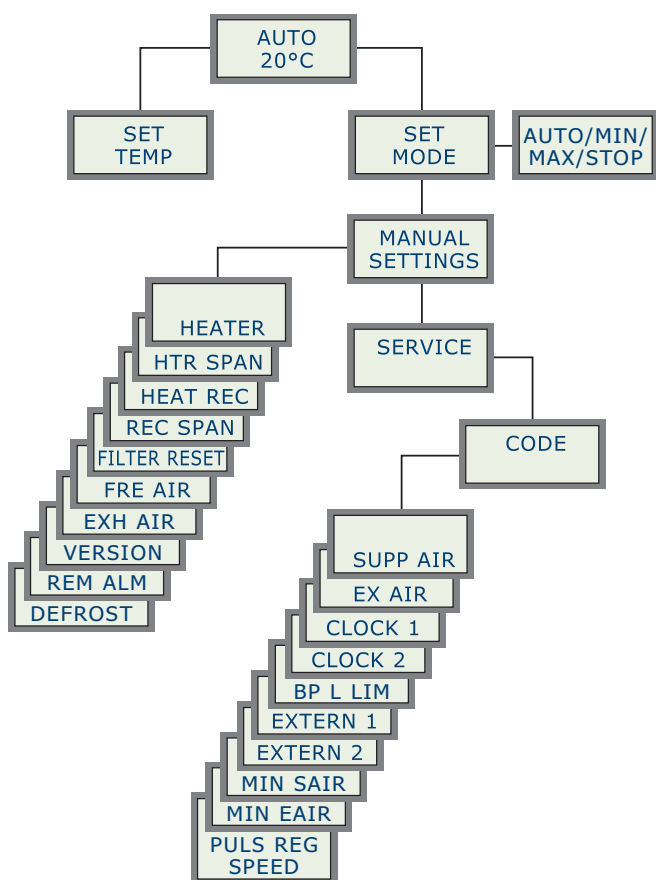 AUTO
20°C
SET
TEMP
SET
MODE
AUTO/MIN/
MAX/STOP
MANUAL
SETTINGS
HEATER
HTR SPAN
HEAT REC
REC SPAN
FILTER RESET
FRE AIR
EXH AIR
VERSION
REM ALM
DEFROST
SERVICE
CODE
SUPP AIR
EX AIR
CLOCK 1
CLOCK 2
BP L LIM
EXTERN 1
EXTERN 2
MIN SAIR
MIN EAIR
PULS REG
SPEED